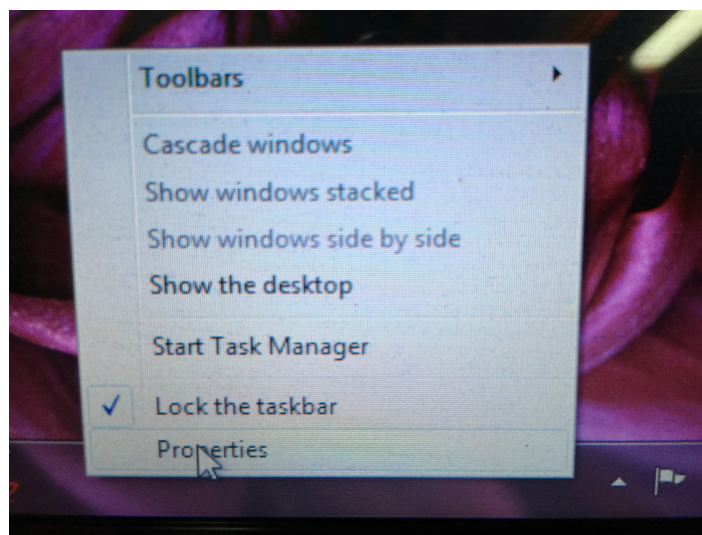 Toolbars
Cascade windows
Show windows stacked
Show windows side by side
Show the desktop
Start Task Manager
Lock the taskbar
Properties